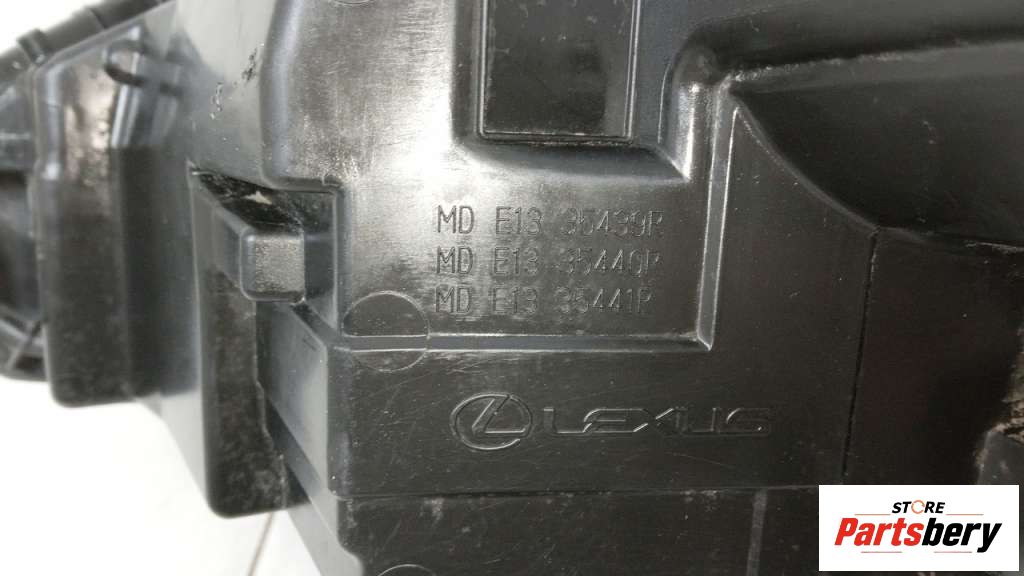 MD E13 35439R
MD E13 35440R
MD E13 35441R
LEXUS
STORE
Partsbery